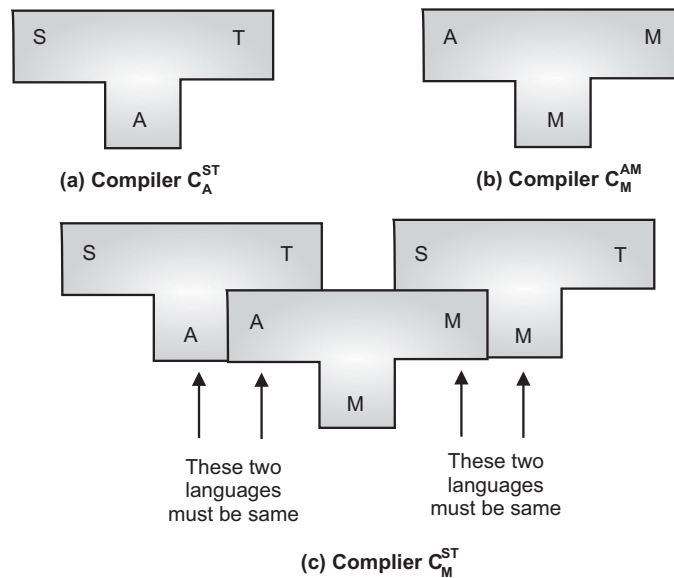 S T
A
(a) Compiler C_A^ST
A M
M
(b) Compiler C_M^AM
S T
A
A M
M
S T
M
These two
languages
must be same
These two
languages
must be same
(c) Complier C_M^ST